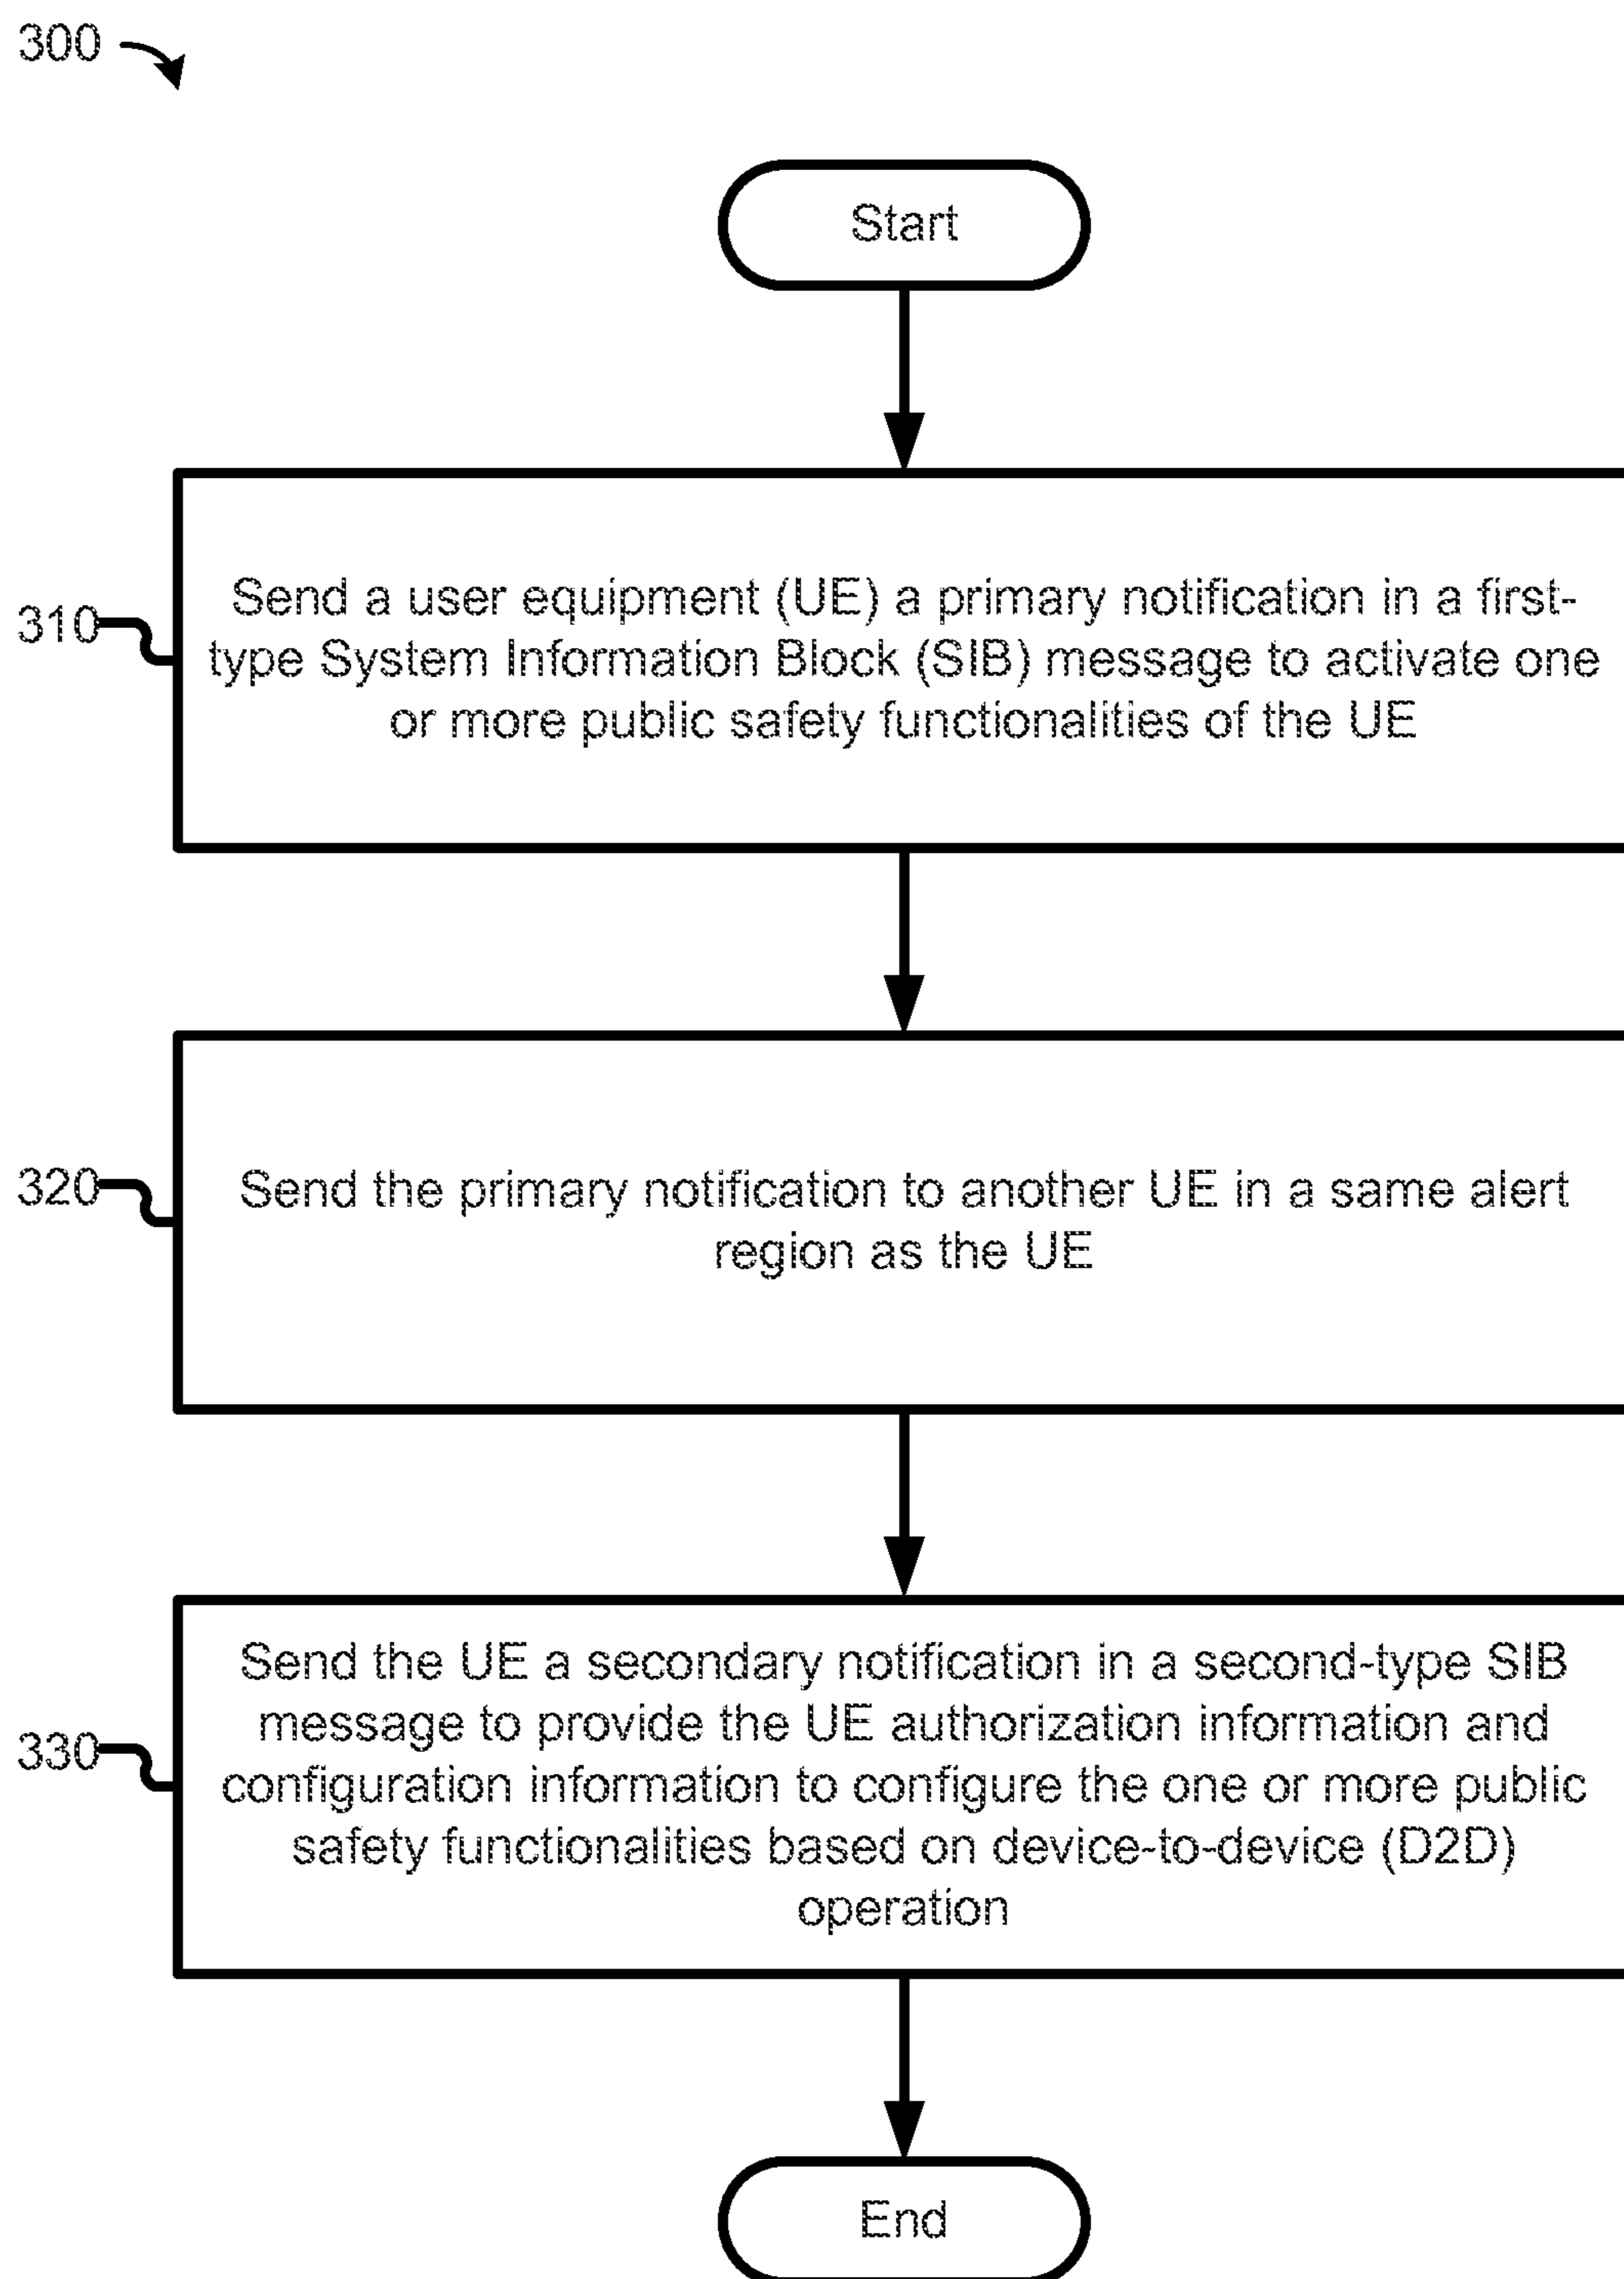 300
Start
310
Send a user equipment (UE) a primary notification in a first-
type System Information Block (SIB) message to activate one
or more public safety functionalities of the UE
320
Send the primary notification to another UE in a same alert
region as the UE
330
Send the UE a secondary notification in a second-type SIB
message to provide the UE authorization information and
configuration information to configure the one or more public
safety functionalities based on device-to-device (D2D)
operation
End